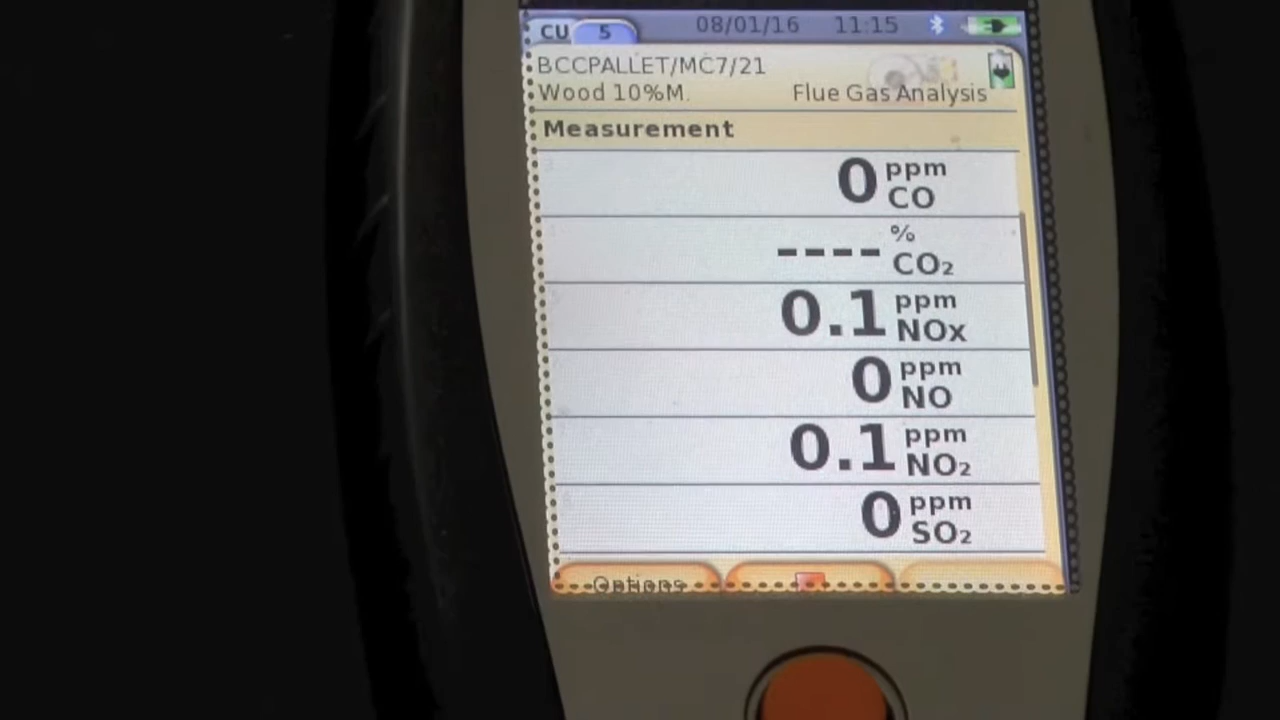 CU 5 08/01/16 11:15
BCCPALLET/MC7/21
Wood 10%M. Flue Gas Analysis
Measurement
0 ppm CO
---- % CO₂
0.1 ppm NOx
0 ppm NO
0.1 ppm NO₂
0 ppm SO₂
Options